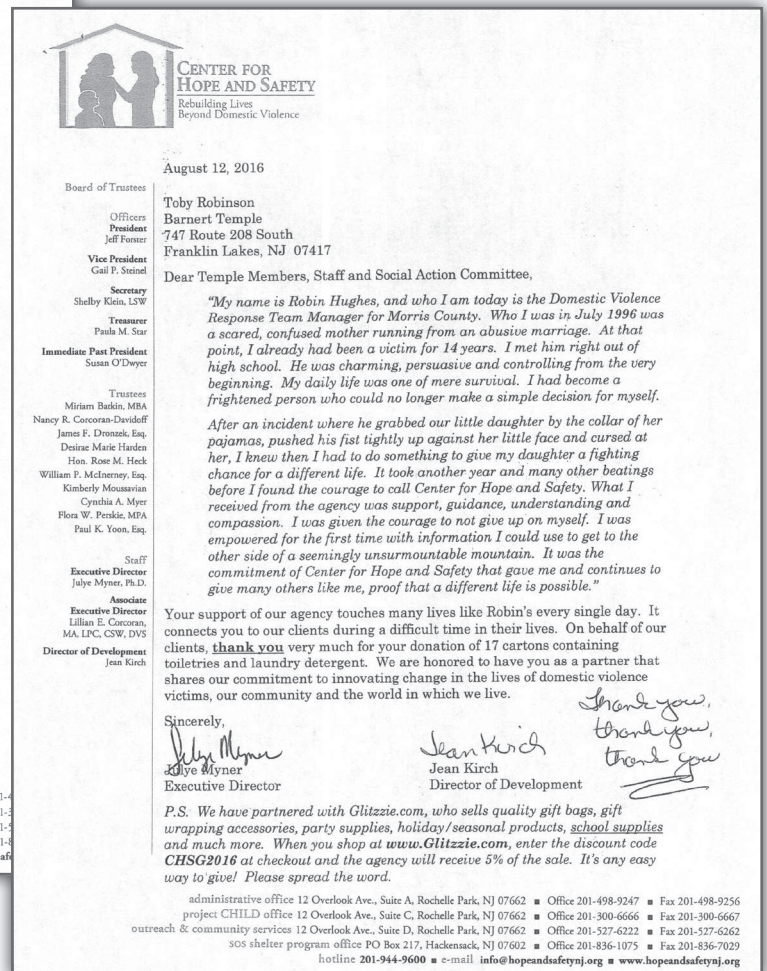 CENTER FOR
HOPE AND SAFETY
Rebuilding Lives
Beyond Domestic Violence
August 12, 2016
Board of Trustees
Officers
President
Jeff Forster
Vice President
Gail P. Steinel
Secretary
Shelby Klein, LSW
Treasurer
Paula M. Star
Immediate Past President
Susan O'Dwyer
Trustees
Miriam Batkin, MBA
Nancy R. Corcoran-Davidoff
James F. Dronzek, Esq.
Desirae Marie Harden
Hon. Rose M. Heck
William P. McInerney, Esq.
Kimberly Moussavian
Cynthia A. Myer
Flora W. Perskie, MPA
Paul K. Yoon, Esq.
Staff
Executive Director
Julye Myner, Ph.D.
Associate
Executive Director
Lillian E. Corcoran,
MA, LPC, CSW, DVS
Director of Development
Jean Kirch
Toby Robinson
Barnert Temple
747 Route 208 South
Franklin Lakes, NJ 07417
Dear Temple Members, Staff and Social Action Committee,
"My name is Robin Hughes, and who I am today is the Domestic Violence
Response Team Manager for Morris County. Who I was in July 1996 was
a scared, confused mother running from an abusive marriage. At that
point, I already had been a victim for 14 years. I met him right out of
high school. He was charming, persuasive and controlling from the very
beginning. My daily life was one of mere survival. I had become a
frightened person who could no longer make a simple decision for myself.
After an incident where he grabbed our little daughter by the collar of her
pajamas, pushed his fist tightly up against her little face and cursed at
her, I knew then I had to do something to give my daughter a fighting
chance for a different life. It took another year and many other beatings
before I found the courage to call Center for Hope and Safety. What I
received from the agency was support, guidance, understanding and
compassion. I was given the courage to not give up on myself. I was
empowered for the first time with information I could use to get to the
other side of a seemingly unsurmountable mountain. It was the
commitment of Center for Hope and Safety that gave me and continues to
give many others like me, proof that a different life is possible."
Your support of our agency touches many lives like Robin's every single day. It
connects you to our clients during a difficult time in their lives. On behalf of our
clients, thank you very much for your donation of 17 cartons containing
toiletries and laundry detergent. We are honored to have you as a partner that
shares our commitment to innovating change in the lives of domestic violence
victims, our community and the world in which we live.
Thank you,
thank you,
thank you
Sincerely,
Julye Myner
Jean Kirch
Julye Myner
Executive Director
Jean Kirch
Director of Development
P.S. We have partnered with Glitzzie.com, who sells quality gift bags, gift
wrapping accessories, party supplies, holiday/seasonal products, school supplies
and much more. When you shop at www.Glitzzie.com, enter the discount code
CHSG2016 at checkout and the agency will receive 5% of the sale. It's any easy
way to give! Please spread the word.
administrative office 12 Overlook Ave., Suite A, Rochelle Park, NJ 07662 ■ Office 201-498-9247 ■ Fax 201-498-9256
project CHILD office 12 Overlook Ave., Suite C, Rochelle Park, NJ 07662 ■ Office 201-300-6666 ■ Fax 201-300-6667
outreach & community services 12 Overlook Ave., Suite D, Rochelle Park, NJ 07662 ■ Office 201-527-6222 ■ Fax 201-527-6262
SOS shelter program office PO Box 217, Hackensack, NJ 07602 ■ Office 201-836-1075 ■ Fax 201-836-7029
hotline 201-944-9600 ■ e-mail info@hopeandsafetynj.org ■ www.hopeandsafetynj.org